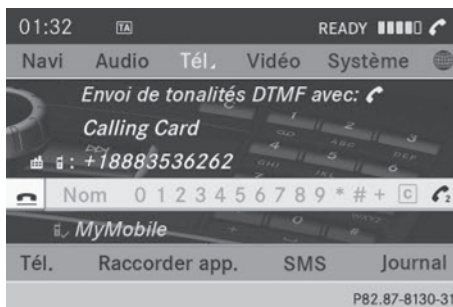 01:32 TA READY
Navi Audio Tél. Vidéo Système
Envoi de tonalités DTMF avec:
Calling Card
: +18883536262
Nom 0 1 2 3 4 5 6 7 8 9 * # + C 2
MyMobile
Tél. Raccorder app. SMS Journal
P82.87-8130-31